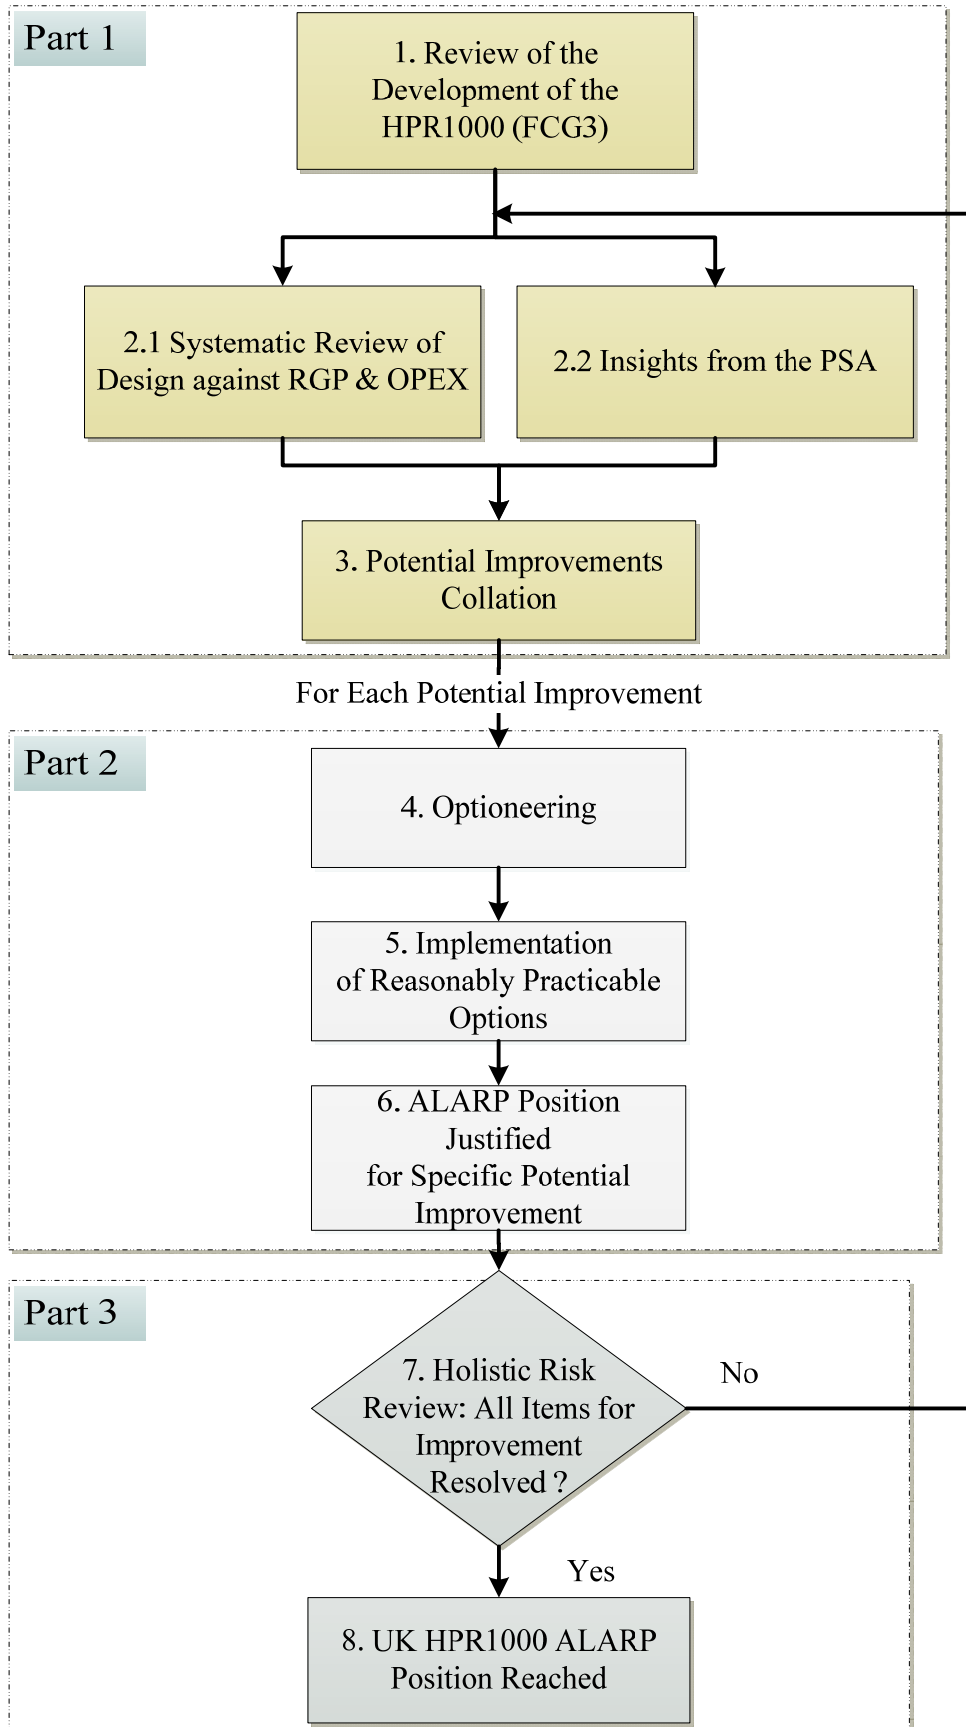 Part 1
1. Review of the
Development of the
HPR1000 (FCG3)
2.1 Systematic Review of
Design against RGP & OPEX
2.2 Insights from the PSA
3. Potential Improvements
Collation
For Each Potential Improvement
Part 2
4. Optioneering
5. Implementation
of Reasonably Practicable
Options
6. ALARP Position
Justified
for Specific Potential
Improvement
Part 3
7. Holistic Risk
Review: All Items for
Improvement
Resolved ?
No
Yes
8. UK HPR1000 ALARP
Position Reached